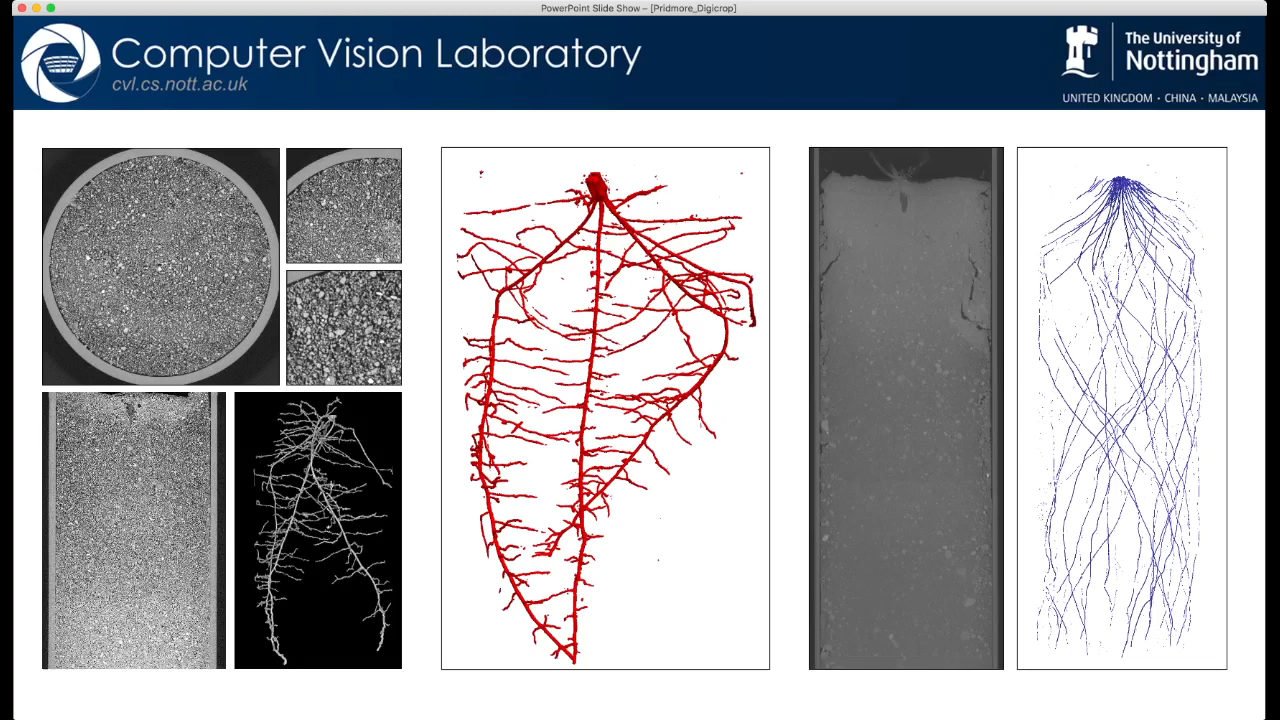 PowerPoint Slide Show – [Pridmore_Digicrop]
Computer Vision Laboratory
cvl.cs.nott.ac.uk
The University of
Nottingham
UNITED KINGDOM · CHINA · MALAYSIA